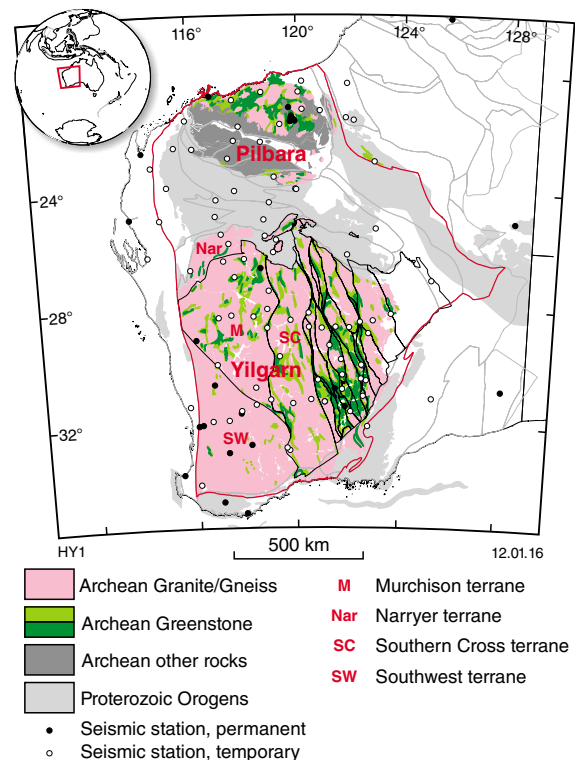 116°
120°
124°
128°
Pilbara
24°
Nar
28°
M
SC
Yilgarn
SW
32°
HY1
500 km
12.01.16
Archean Granite/Gneiss
Archean Greenstone
Archean other rocks
Proterozoic Orogens
Seismic station, permanent
Seismic station, temporary
M Murchison terrane
Nar Narryer terrane
SC Southern Cross terrane
SW Southwest terrane